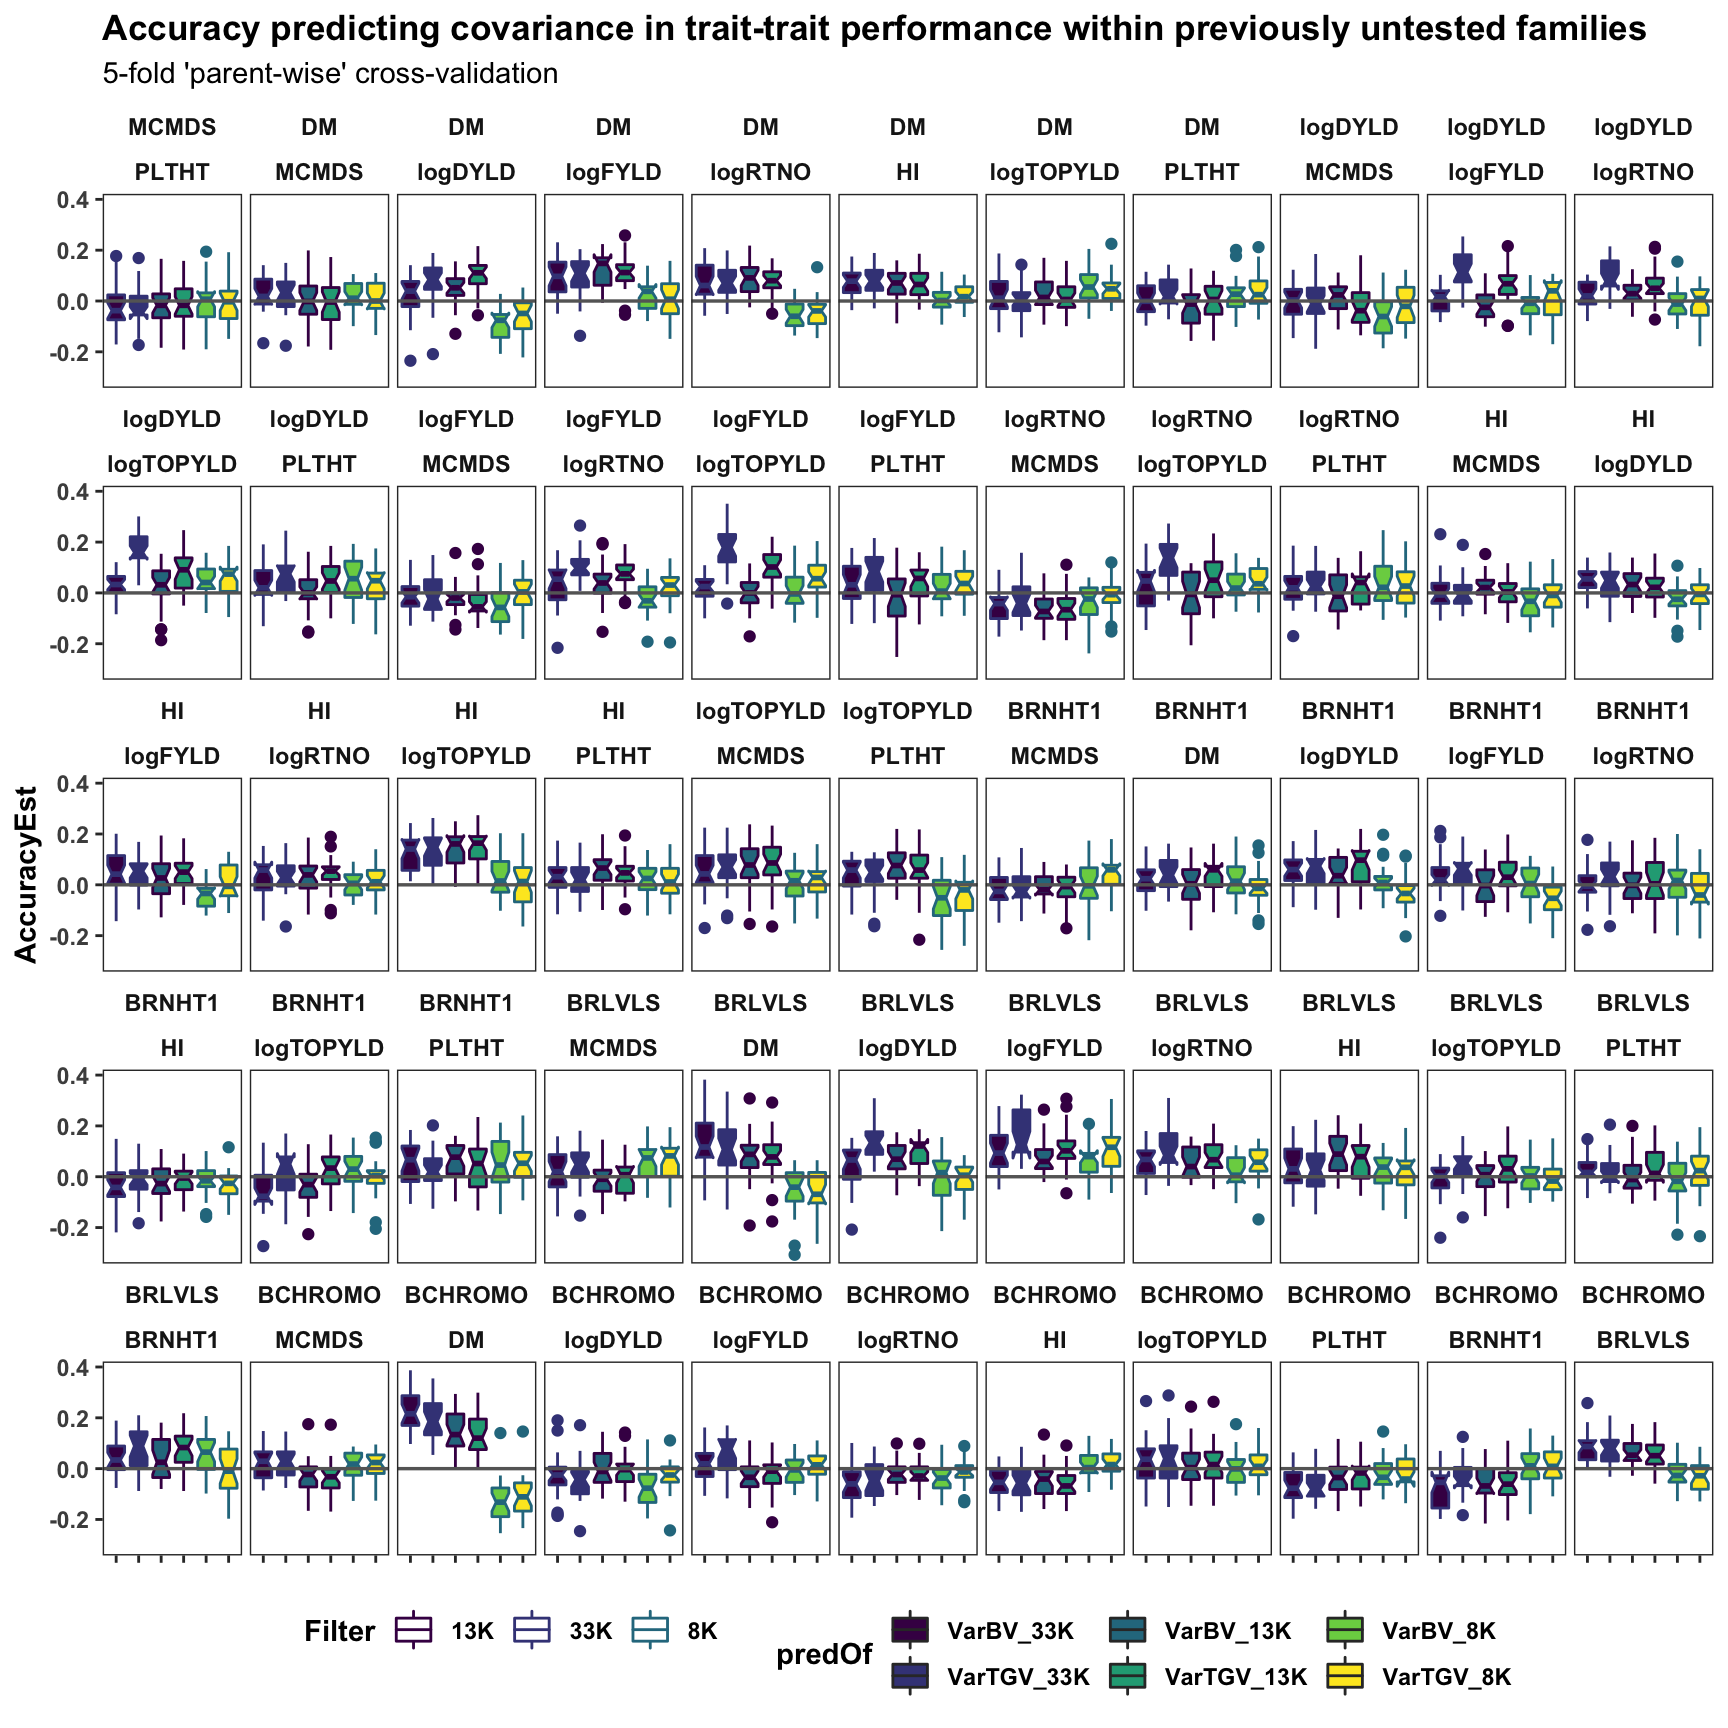 Accuracy predicting covariance in trait-trait performance within previously untested families
5-fold 'parent-wise' cross-validation
MCMDS DM DM DM DM DM DM DM logDYLD logDYLD logDYLD
PLTHT MCMDS logDYLD logFYLD logRTNO HI logTOPYLD PLTHT MCMDS logFYLD logRTNO
0.4
0.2
0.0
-0.2
logDYLD logDYLD logFYLD logFYLD logFYLD logFYLD logRTNO logRTNO logRTNO HI HI
logTOPYLD PLTHT MCMDS logRTNO logTOPYLD PLTHT MCMDS logTOPYLD PLTHT MCMDS logDYLD
0.4
0.2
0.0
-0.2
HI HI HI HI logTOPYLD logTOPYLD BRNHT1 BRNHT1 BRNHT1 BRNHT1 BRNHT1
logFYLD logRTNO logTOPYLD PLTHT MCMDS PLTHT MCMDS DM logDYLD logFYLD logRTNO
0.4
0.2
0.0
-0.2
AccuracyEst
BRNHT1 BRNHT1 BRNHT1 BRLVLS BRLVLS BRLVLS BRLVLS BRLVLS BRLVLS BRLVLS BRLVLS
HI logTOPYLD PLTHT MCMDS DM logDYLD logFYLD logRTNO HI logTOPYLD PLTHT
0.4
0.2
0.0
-0.2
BRLVLS BCHROMO BCHROMO BCHROMO BCHROMO BCHROMO BCHROMO BCHROMO BCHROMO BCHROMO BCHROMO
BRNHT1 MCMDS DM logDYLD logFYLD logRTNO HI logTOPYLD PLTHT BRNHT1 BRLVLS
0.4
0.2
0.0
-0.2
Filter 13K 33K 8K
predOf
VarBV_33K VarBV_13K VarBV_8K
VarTGV_33K VarTGV_13K VarTGV_8K